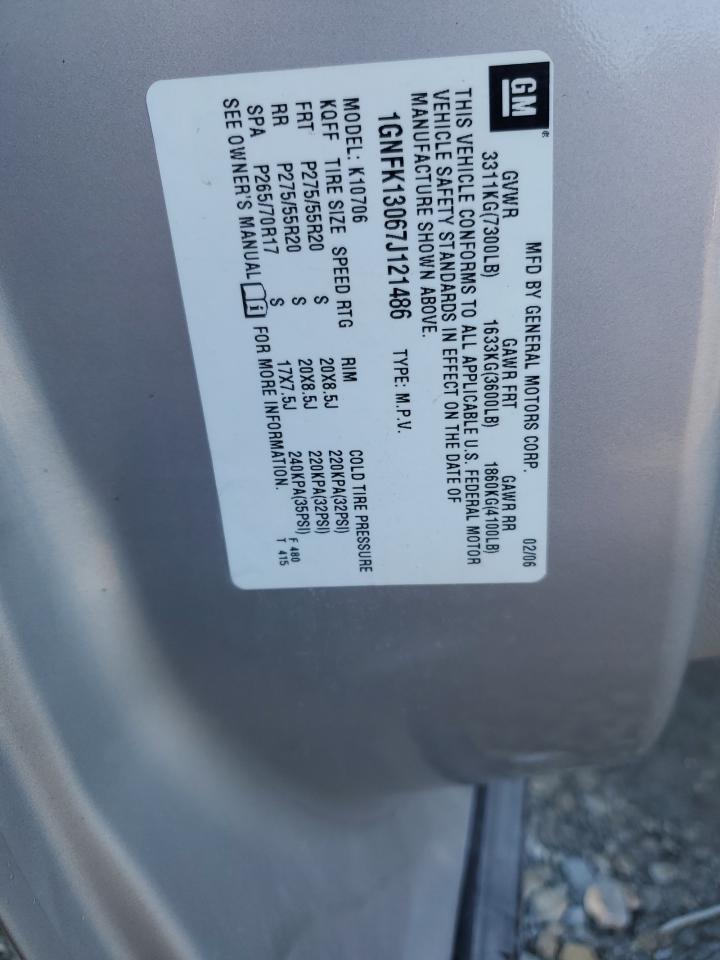 GM®
MFD BY GENERAL MOTORS CORP. 02/06
GVWR GAWR FRT GAWR RR
3311KG(7300LB) 1633KG(3600LB) 1860KG(4100LB)
THIS VEHICLE CONFORMS TO ALL APPLICABLE U.S. FEDERAL MOTOR
VEHICLE SAFETY STANDARDS IN EFFECT ON THE DATE OF
MANUFACTURE SHOWN ABOVE.
1GNFK13067J121486 TYPE: M.P.V.
MODEL: K10706
KQFF TIRE SIZE SPEED RTG RIM COLD TIRE PRESSURE
FRT P275/55R20 S 20X8.5J 220KPA(32PSI)
RR P275/55R20 S 20X8.5J 220KPA(32PSI)
SPA P265/70R17 S 17X7.5J 240KPA(35PSI) F 480
SEE OWNER'S MANUAL i FOR MORE INFORMATION. T 415